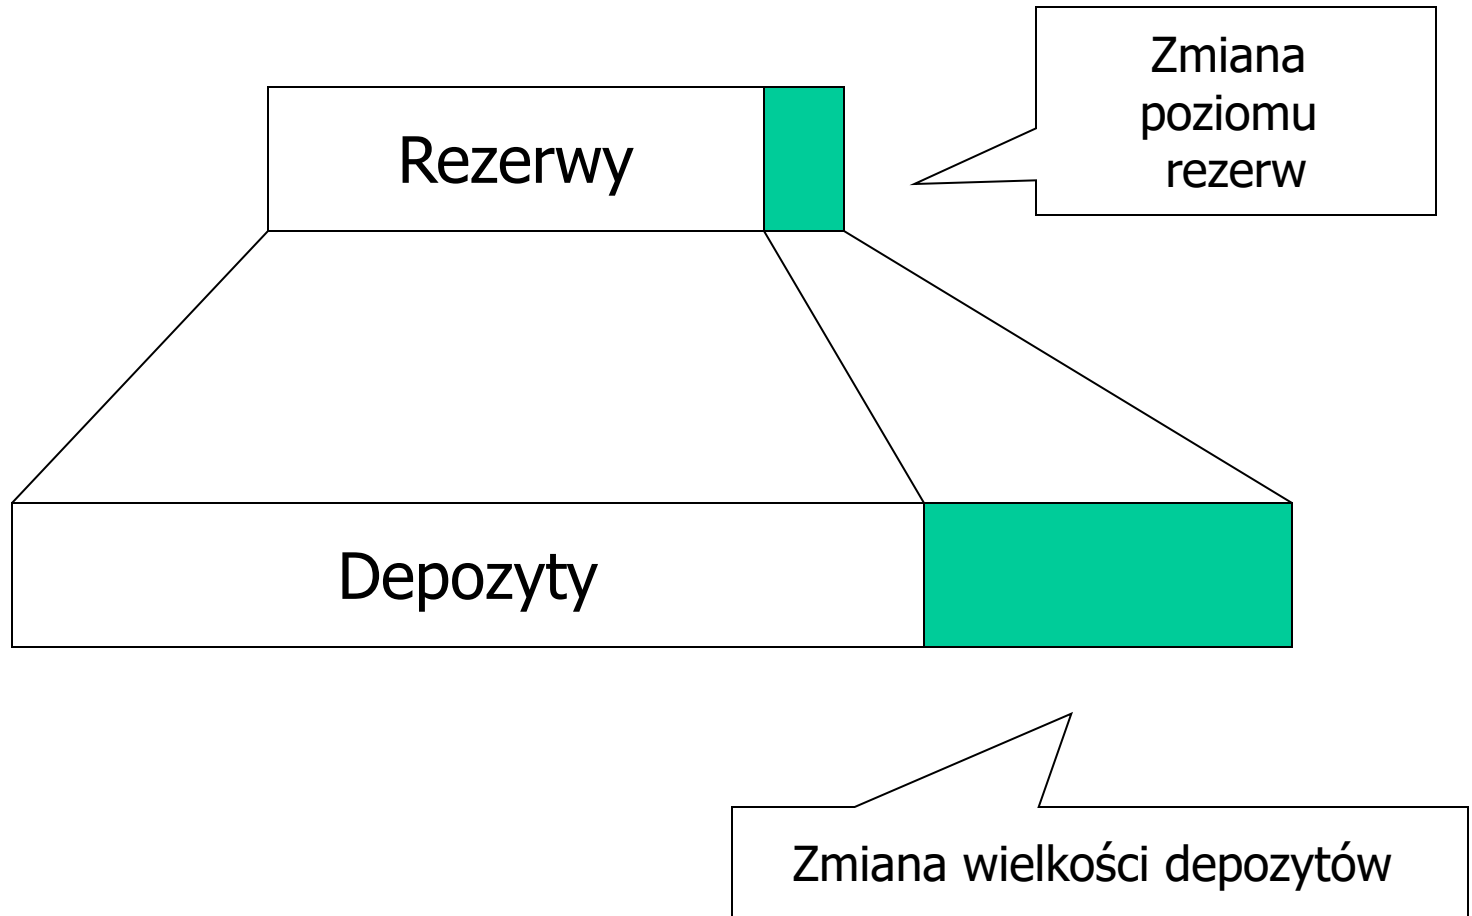 Zmiana
poziomu
rezerw
Rezerwy
Depozyty
Zmiana wielkości depozytów